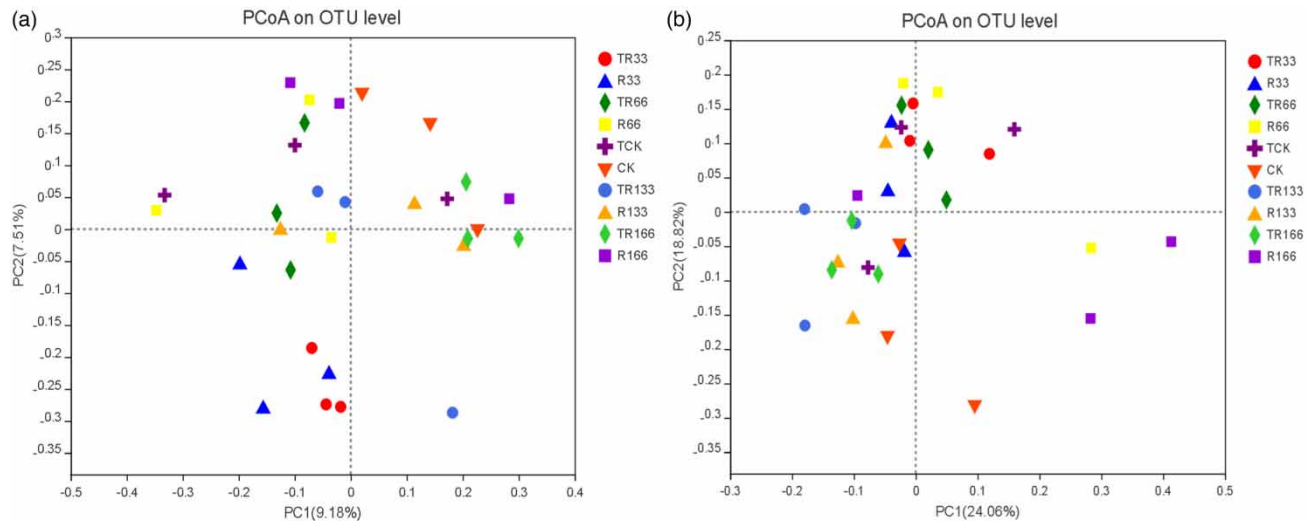 (a)
PCoA on OTU level
PC2(7.51%)
0.3
0.25
0.2
0.15
0.1
0.05
0
-0.05
-0.1
-0.15
-0.2
-0.25
-0.3
-0.35
-0.5
-0.4
-0.3
-0.2
-0.1
0
0.1
0.2
0.3
0.4
PC1(9.18%)
TR33
R33
TR66
R66
TCK
CK
TR133
R133
TR166
R166
(b)
PCoA on OTU level
PC2(18.82%)
0.25
0.2
0.15
0.1
0.05
0
-0.05
-0.1
-0.15
-0.2
-0.25
-0.3
-0.35
-0.3
-0.2
-0.1
0
0.1
0.2
0.3
0.4
0.5
PC1(24.06%)
TR33
R33
TR66
R66
TCK
CK
TR133
R133
TR166
R166